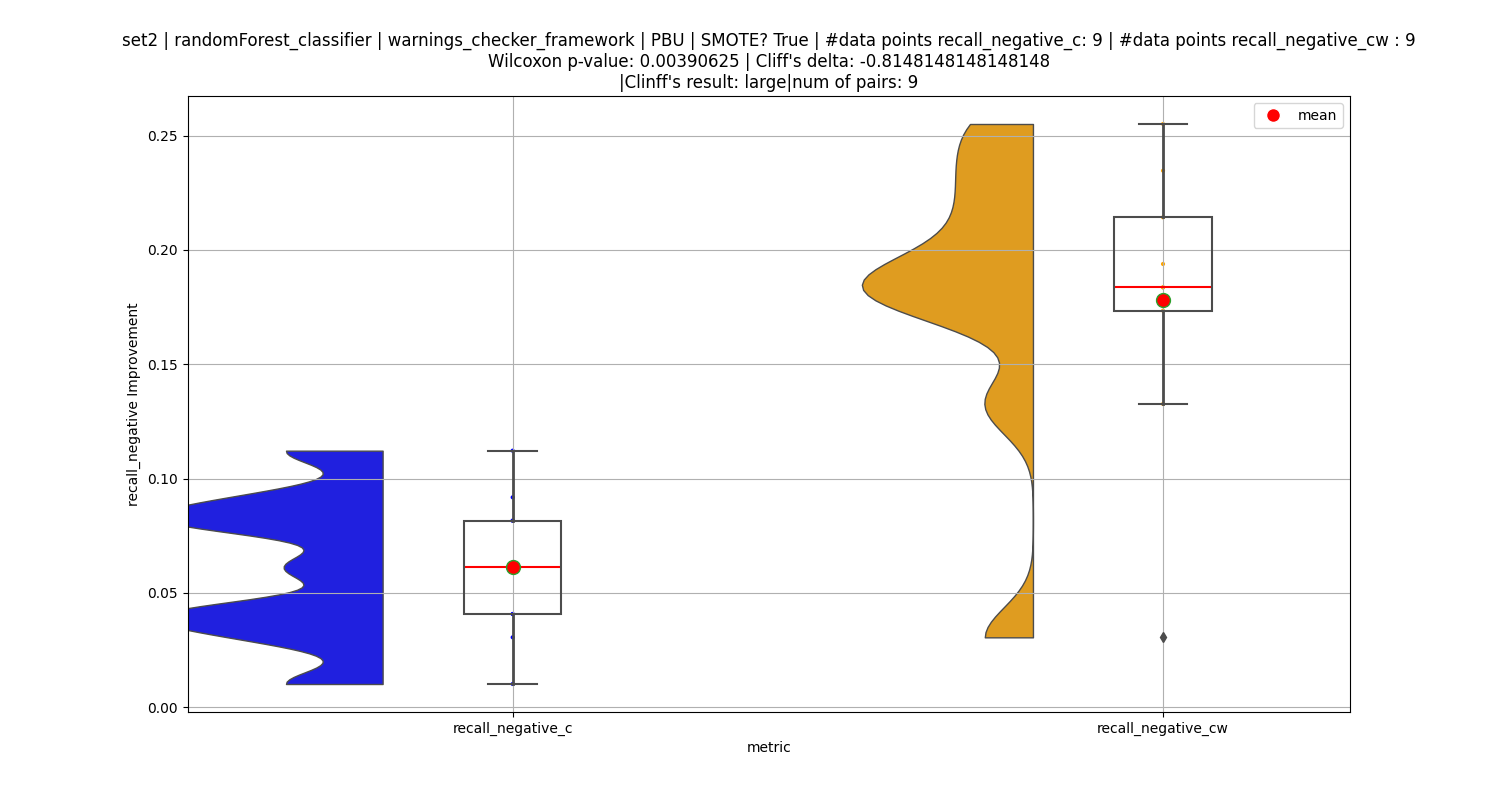 set2 | randomForest_classifier | warnings_checker_framework | PBU | SMOTE? True | #data points recall_negative_c: 9 | #data points recall_negative_cw : 9
Wilcoxon p-value: 0.00390625 | Cliff's delta: -0.8148148148148148
|Clinff's result: large|num of pairs: 9
mean
recall_negative Improvement
0.25
0.20
0.15
0.10
0.05
0.00
recall_negative_c
recall_negative_cw
metric